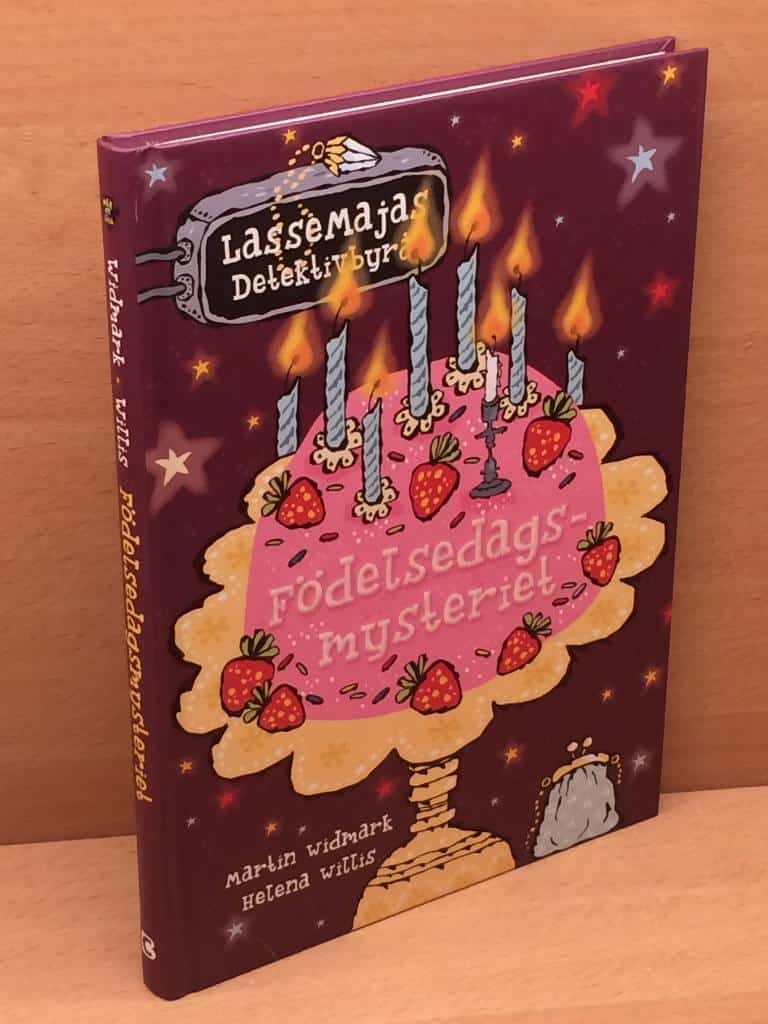 LasseMajas
Detektivbyrå
Födelsedags-
mysteriet
Martin Widmark
Helena Willis
Widmark · Willis Födelsedagsmysteriet